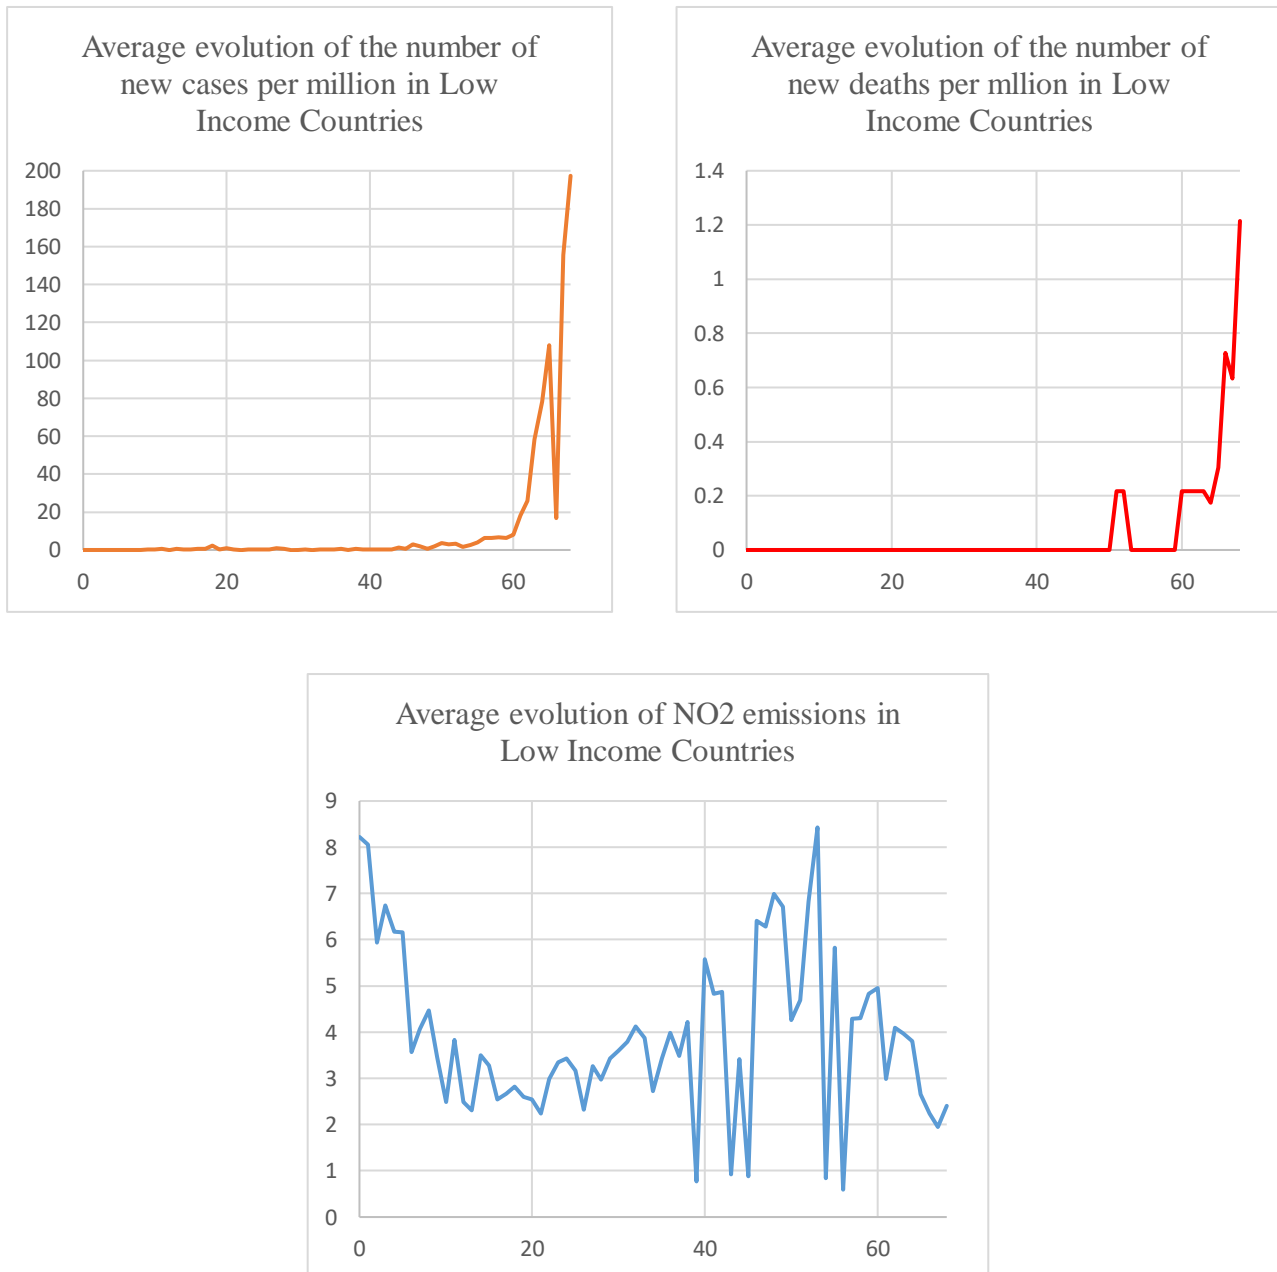 Average evolution of the number of
new cases per million in Low
Income Countries
200
180
160
140
120
100
80
60
40
20
0
0 20 40 60
Average evolution of the number of
new deaths per mllion in Low
Income Countries
1.4
1.2
1
0.8
0.6
0.4
0.2
0
0 20 40 60
Average evolution of NO2 emissions in
Low Income Countries
9
8
7
6
5
4
3
2
1
0
0 20 40 60